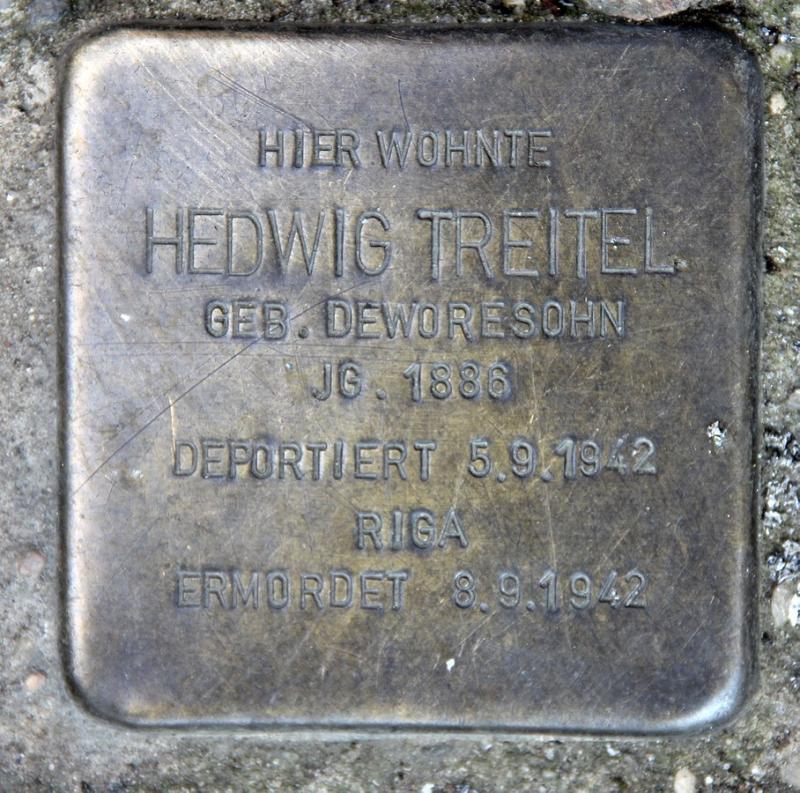 HIER WOHNTE
HEDWIG TREITEL
GEB. DEWORESOHN
JG. 1886
DEPORTIERT 5.9.1942
RIGA
ERMORDET 8.9.1942